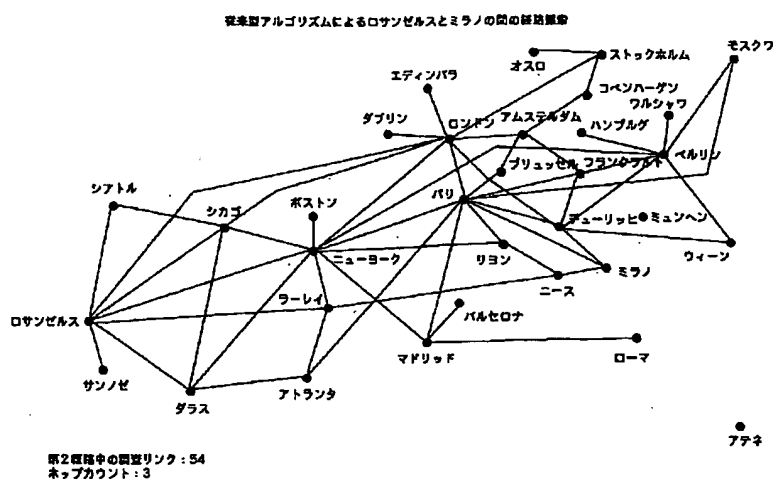 従来型アルゴリズムによるロサンゼルスとミラノの間の経路探索
モスクワ
ストックホルム
オスロ
エディンバラ
コペンハーゲン
ワルシャワ
ダブリン
ロンドン
アムステルダム
ハンブルグ
ベルリン
ブリュッセル
フランクフルト
シアトル
シカゴ
ボストン
パリ
チューリッヒ
ミュンヘン
ニューヨーク
リヨン
ウィーン
ミラノ
ニース
ラーレイ
ロサンゼルス
バルセロナ
マドリッド
ローマ
サンノゼ
ダラス
アトランタ
アテネ
第2経路中の調査リンク:54
ホップカウント:3